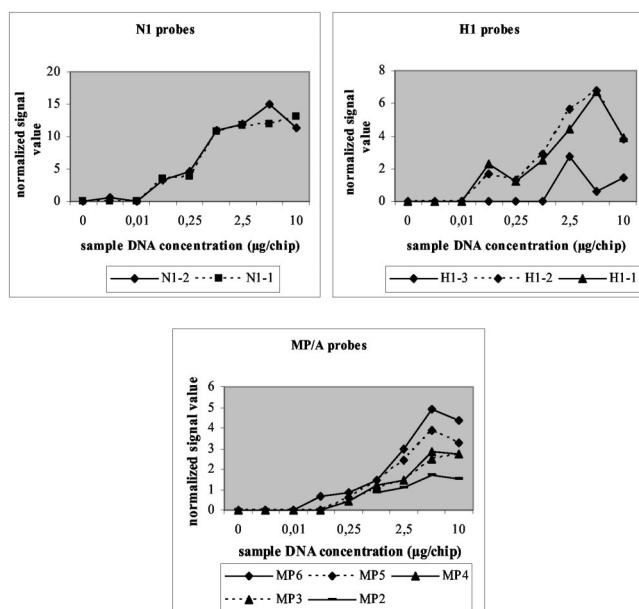 N1 probes
normalized signal
value
20
15
10
5
0
0 0,01 0,25 2,5 10
sample DNA concentration (µg/chip)
N1-2 N1-1
H1 probes
normalized signal
value
8
6
4
2
0
0 0,01 0,25 2,5 10
sample DNA concentration (µg/chip)
H1-3 H1-2 H1-1
MP/A probes
normalized signal value
6
5
4
3
2
1
0
0 0,01 0,25 2,5 10
sample DNA concentration (µg/chip)
MP6 MP5 MP4
MP3 MP2